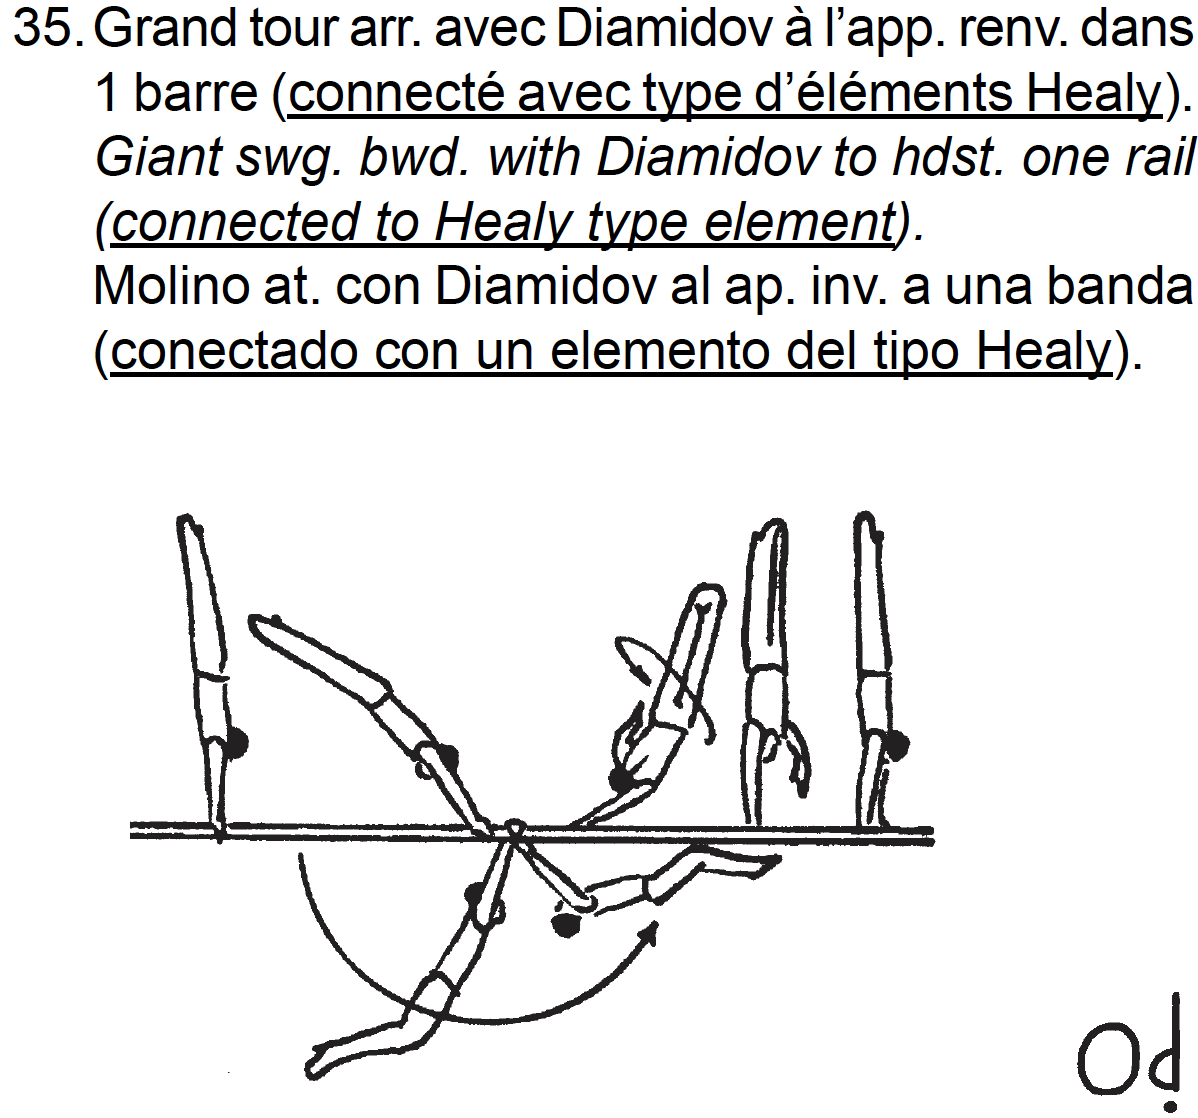 35. Grand tour arr. avec Diamidov à l’app. renv. dans
1 barre (connecté avec type d’éléments Healy).
Giant swg. bwd. with Diamidov to hdst. one rail
(connected to Healy type element).
Molino at. con Diamidov al ap. inv. a una banda
(conectado con un elemento del tipo Healy).